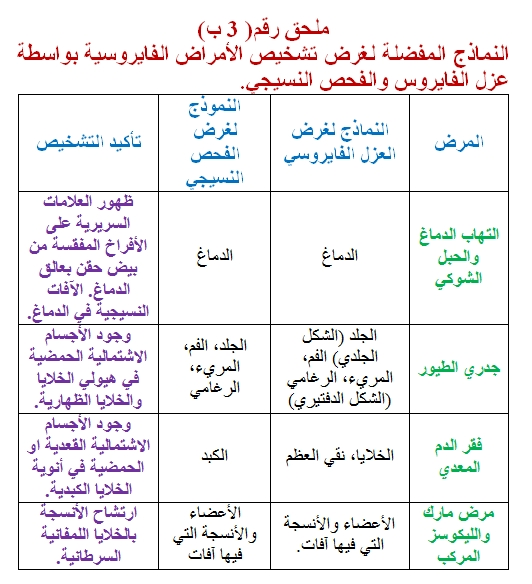 ملحق رقم( 3 ب)
النماذج المفضلة لغرض تشخيص الأمراض الفايروسية بواسطة
عزل الفايروس والفحص النسيجي.
المرض
النماذج لغرض
العزل الفايروسي
النموذج
لغرض
الفحص
النسيجي
تأكيد التشخيص
التهاب الدماغ
والحبل
الشوكي
الدماغ
الدماغ
ظهور العلامات
السريرية على
الأفراخ المفقسة من
بيض حقن بعالق
الدماغ. الآفات
النسيجية في الدماغ.
جدري الطيور
الجلد (الشكل
الجلدي) الفم،
المريء، الرغامي
(الشكل الدفتيري)
الجلد، الفم،
المريء،
الرغامي
وجود الأجسام
الاشتمالية الحمضية
في هيولي الخلايا
والخلايا الظهارية.
فقر الدم
المعدي
الخلايا، نقي العظم
الكبد
وجود الأجسام
الاشتمالية القعدية او
الحمضية في أنوية
الخلايا الكبدية.
مرض مارك
والليكوسز
المركب
الأعضاء والأنسجة
التي فيها آفات.
الأعضاء
والأنسجة التي
فيها آفات
ارتشاح الأنسجة
بالخلايا اللمفانية
السرطانية.